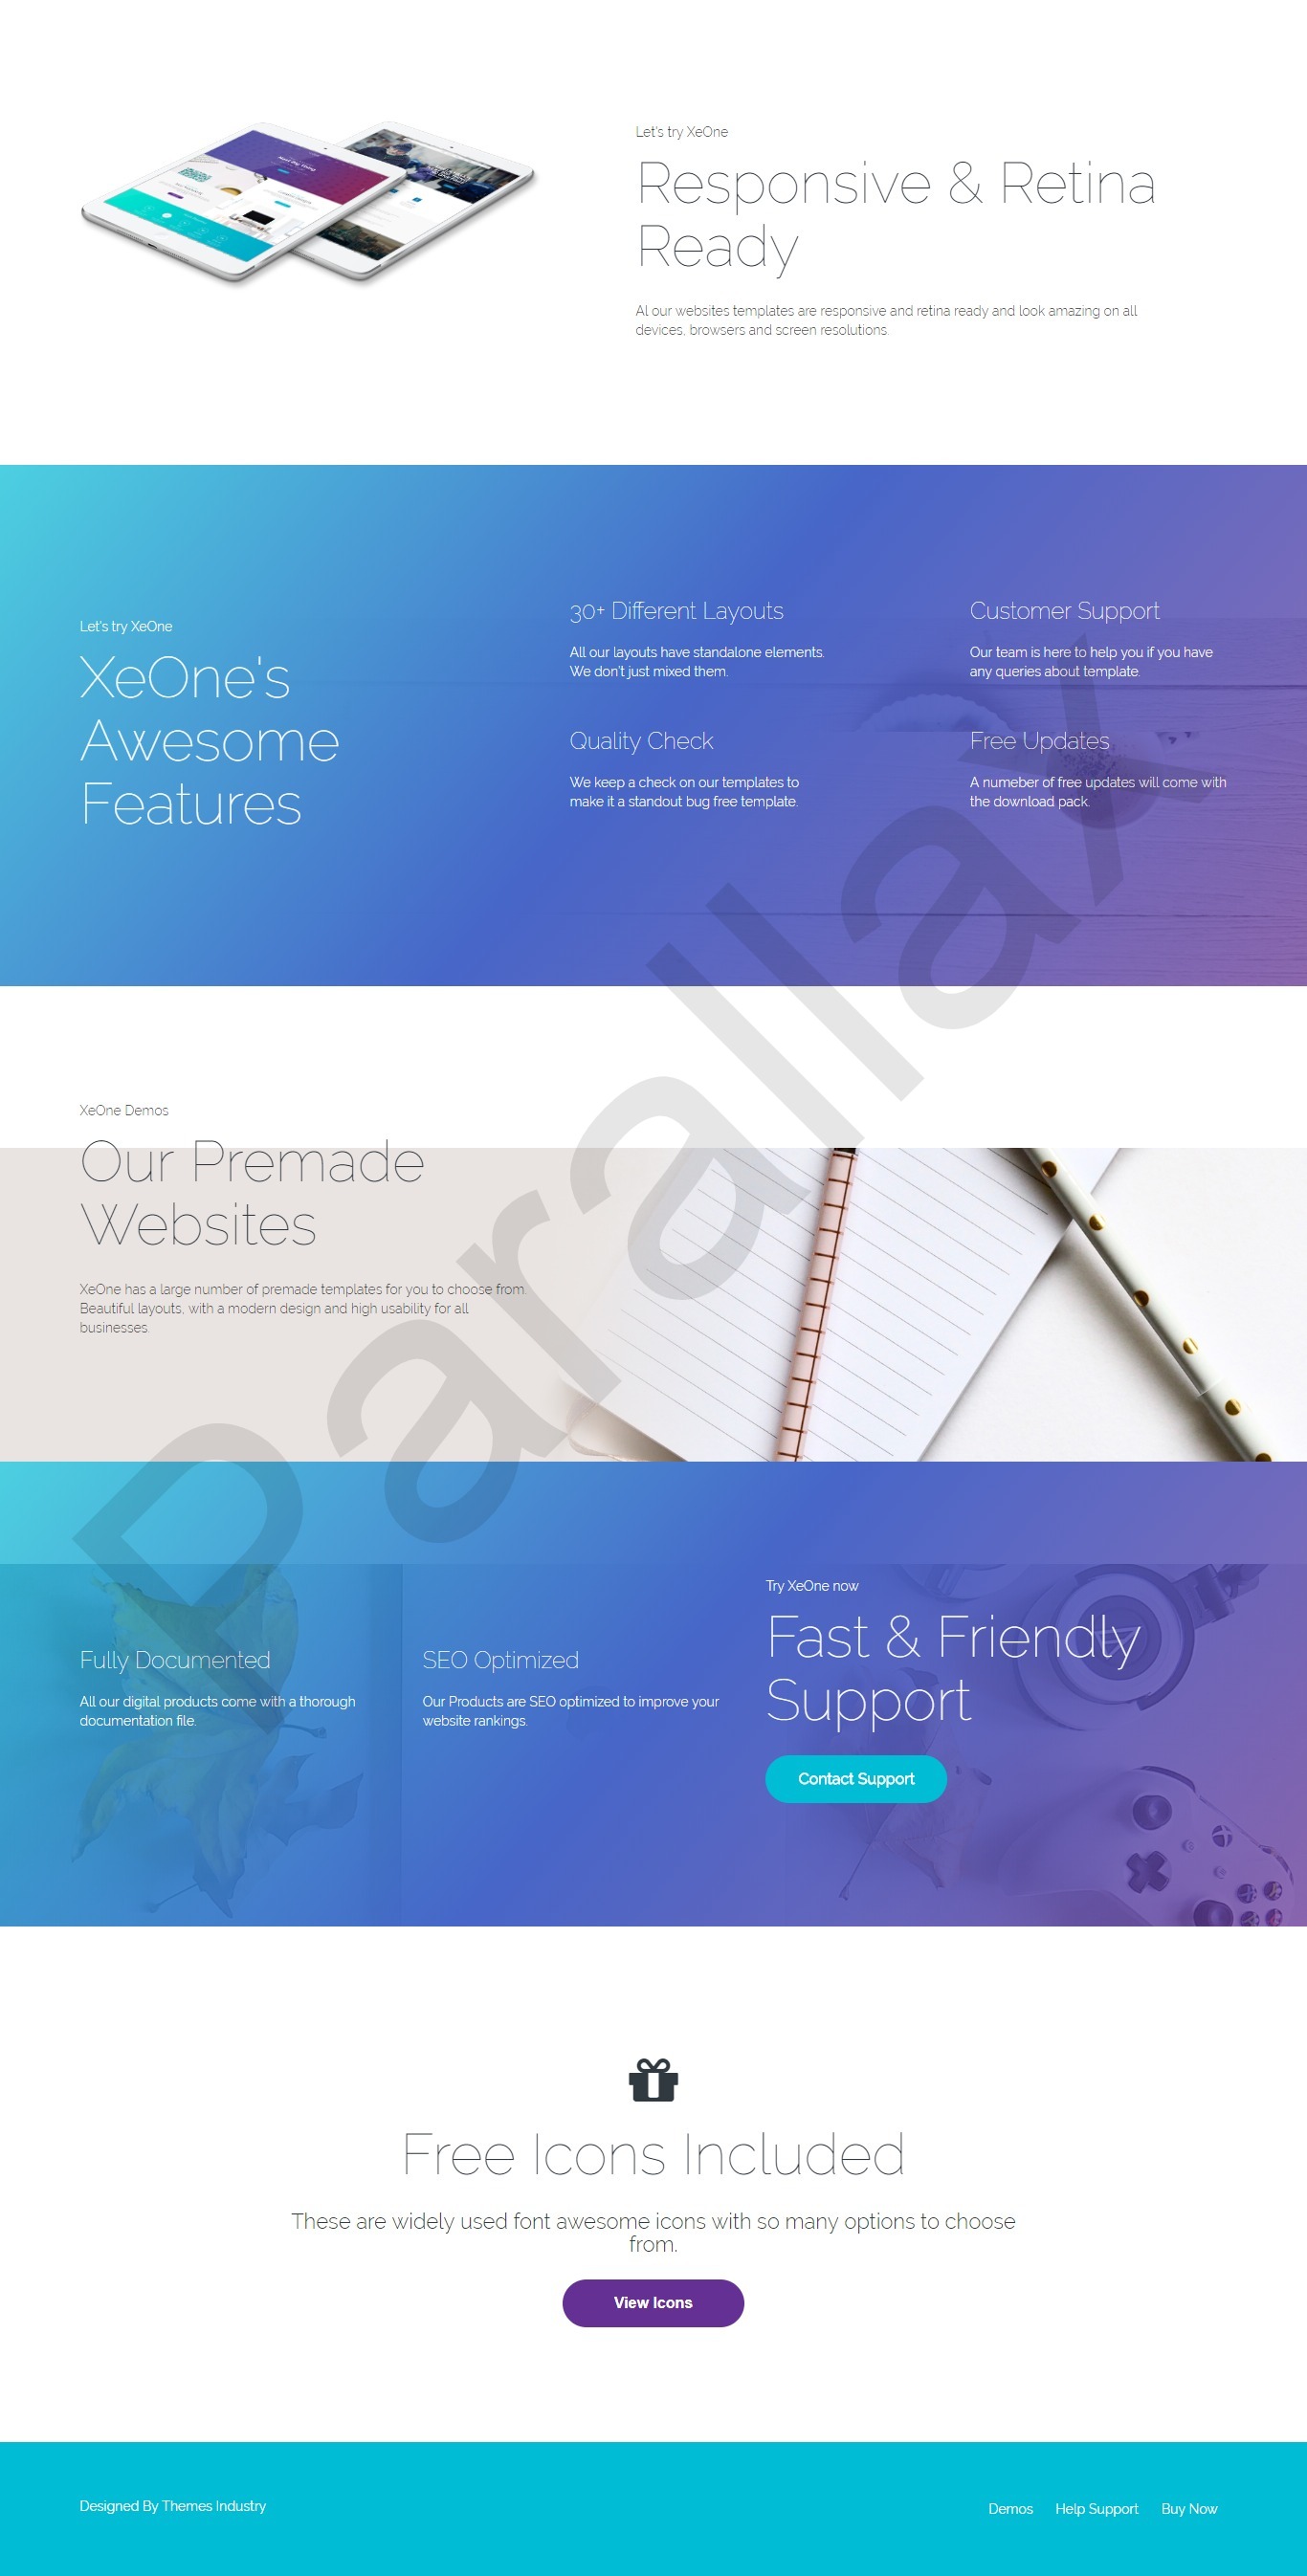 Let's try XeOne
Responsive & Retina
Ready
Al our websites templates are responsive and retina ready and look amazing on all
devices, browsers and screen resolutions.
Let's try XeOne
XeOne's
Awesome
Features
30+ Different Layouts
All our layouts have standalone elements.
We don't just mixed them.
Customer Support
Our team is here to help you if you have
any queries about template.
Quality Check
We keep a check on our templates to
make it a standout bug free template.
Free Updates
A numeber of free updates will come with
the download pack.
Parallax
XeOne Demos
Our Premade
Websites
XeOne has a large number of premade templates for you to choose from.
Beautiful layouts, with a modern design and high usability for all
businesses.
Fully Documented
All our digital products come with a thorough
documentation file.
SEO Optimized
Our Products are SEO optimized to improve your
website rankings.
Try XeOne now
Fast & Friendly
Support
Contact Support
Free Icons Included
These are widely used font awesome icons with so many options to choose
from.
View Icons
Designed By Themes Industry
Demos Help Support Buy Now